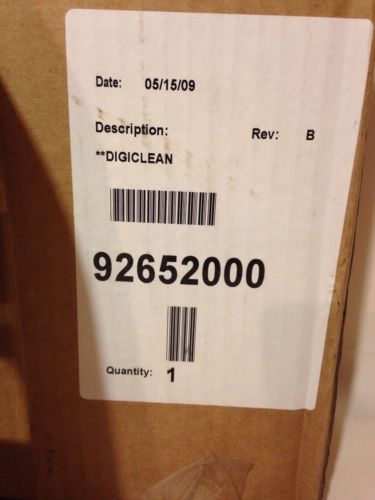 Date: 05/15/09
Description: Rev: B
**DIGICLEAN
92652000
Quantity: 1